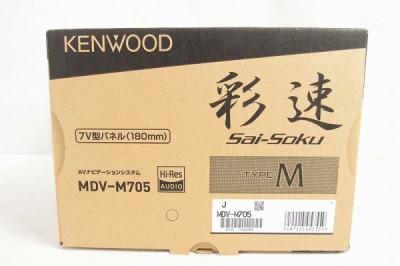 KENWOOD
彩速
Sai-Soku
7V型パネル(180mm)
AVナビゲーションシステム
MDV-M705
Hi-Res
AUDIO
TYPE M
J
MDV-M705